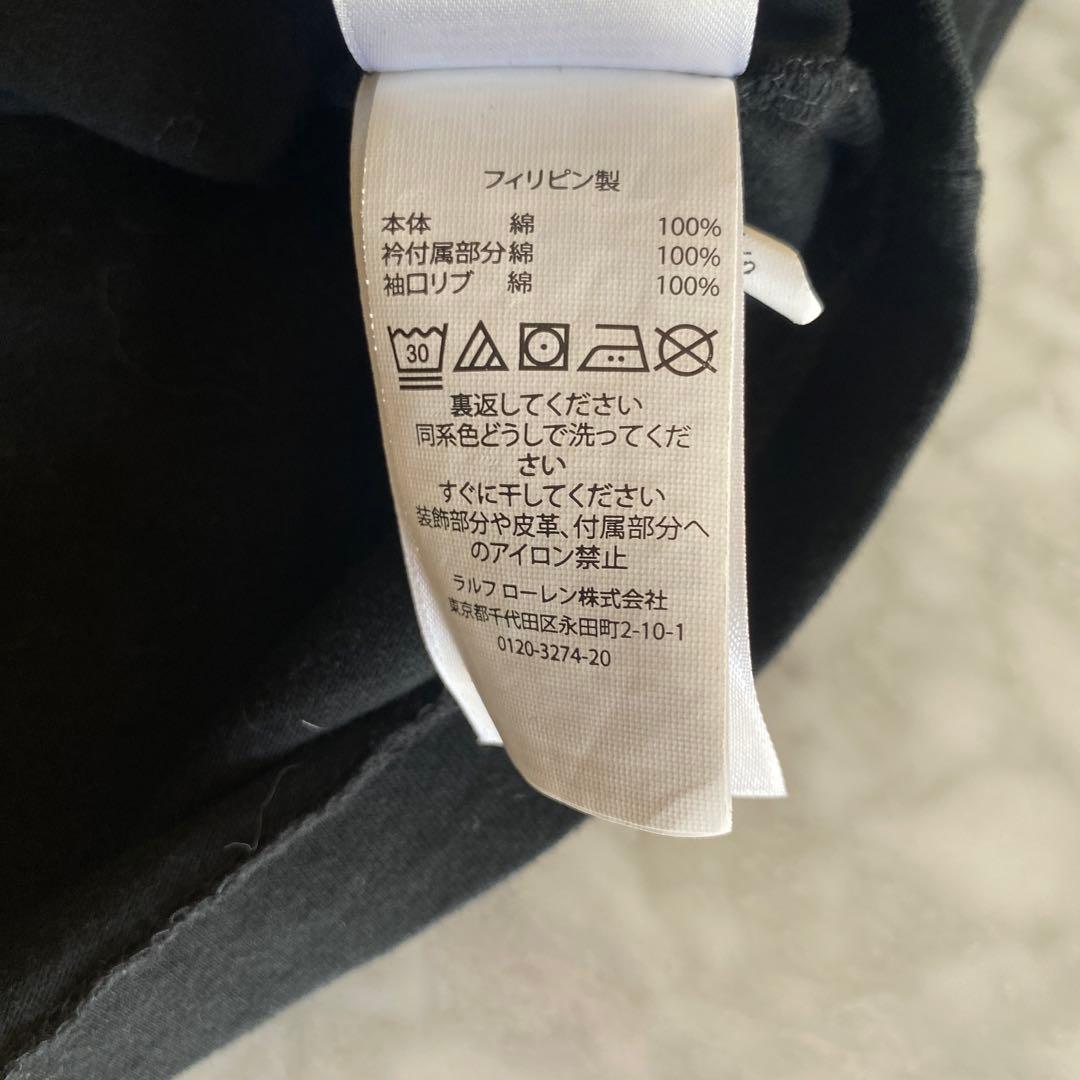 フィリピン製
本体 綿 100%
衿付属部分 綿 100%
袖口リブ 綿 100%
30
裏返してください
同系色どうしで洗ってくだ
さい
すぐに干してください
装飾部分や皮革、付属部分へ
のアイロン禁止
ラルフ ローレン株式会社
東京都千代田区永田町2-10-1
0120-3274-20